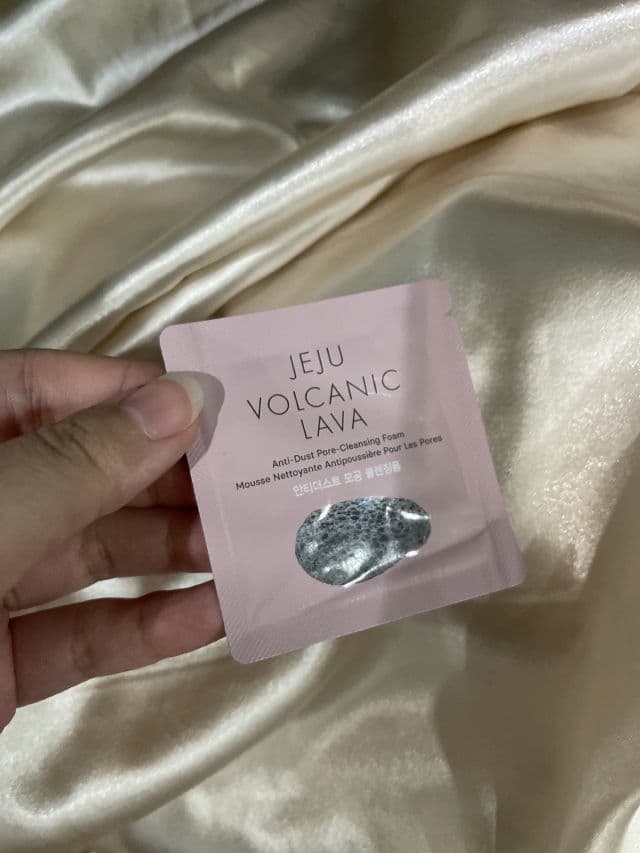 JEJU
VOLCANIC
LAVA
Anti-Dust Pore-Cleansing Foam
Mousse Nettoyante Antipoussière Pour Les Pores
안티더스트 모공 클렌징폼